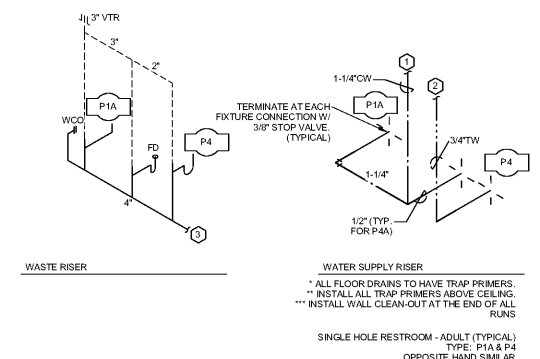 3" VTR
3"
2"
P1A
WCO
FD
P4
4"
3
WASTE RISER
1
1-1/4"CW
2
P1A
TERMINATE AT EACH
FIXTURE CONNECTION W/
3/8" STOP VALVE.
(TYPICAL)
3/4"TW
P4
1-1/4"
1/2" (TYP.
FOR P4A)
WATER SUPPLY RISER
* ALL FLOOR DRAINS TO HAVE TRAP PRIMERS.
** INSTALL ALL TRAP PRIMERS ABOVE CEILING.
*** INSTALL WALL CLEAN-OUT AT THE END OF ALL
RUNS
SINGLE HOLE RESTROOM - ADULT (TYPICAL)
TYPE: P1A & P4
OPPOSITE HAND SIMILAR